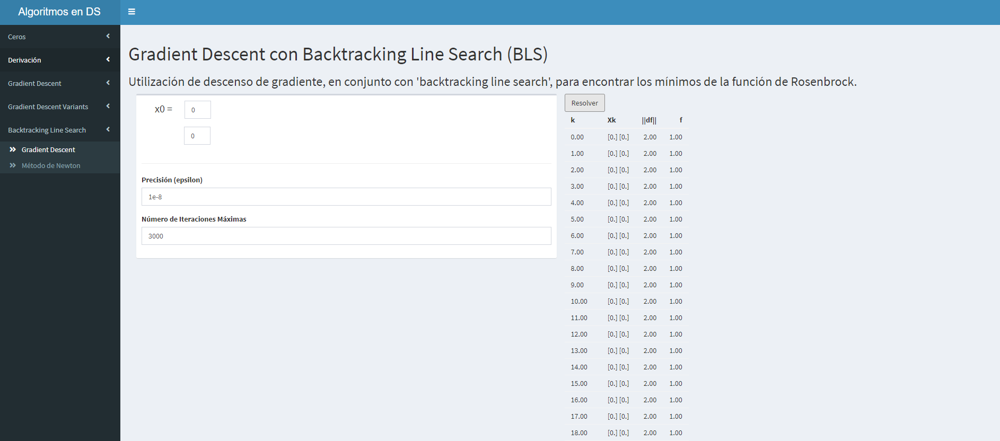 Algoritmos en DS
Ceros
Derivación
Gradient Descent
Gradient Descent Variants
Backtracking Line Search
Gradient Descent
Método de Newton
Gradient Descent con Backtracking Line Search (BLS)
Utilización de descenso de gradiente, en conjunto con 'backtracking line search', para encontrar los mínimos de la función de Rosenbrock.
x0 = 0
0
Precisión (epsilon)
1e-8
Número de Iteraciones Máximas
3000
Resolver
k Xk ||df|| f
0.00 [0.] [0.] 2.00 1.00
1.00 [0.] [0.] 2.00 1.00
2.00 [0.] [0.] 2.00 1.00
3.00 [0.] [0.] 2.00 1.00
4.00 [0.] [0.] 2.00 1.00
5.00 [0.] [0.] 2.00 1.00
6.00 [0.] [0.] 2.00 1.00
7.00 [0.] [0.] 2.00 1.00
8.00 [0.] [0.] 2.00 1.00
9.00 [0.] [0.] 2.00 1.00
10.00 [0.] [0.] 2.00 1.00
11.00 [0.] [0.] 2.00 1.00
12.00 [0.] [0.] 2.00 1.00
13.00 [0.] [0.] 2.00 1.00
14.00 [0.] [0.] 2.00 1.00
15.00 [0.] [0.] 2.00 1.00
16.00 [0.] [0.] 2.00 1.00
17.00 [0.] [0.] 2.00 1.00
18.00 [0.] [0.] 2.00 1.00